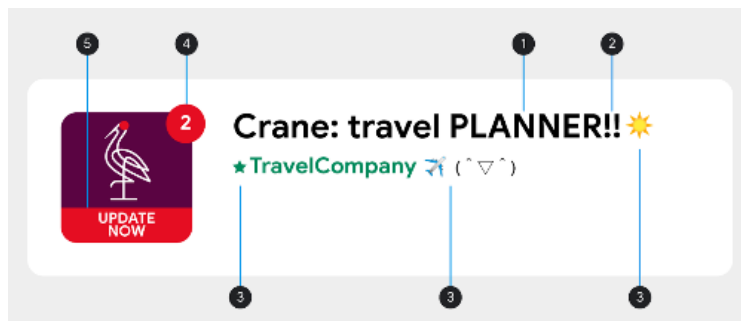 5 4 1 2
2
Crane: travel PLANNER!!☀️
★TravelCompany ✈️ (ˆ▽ˆ)
UPDATE
NOW
3 3 3